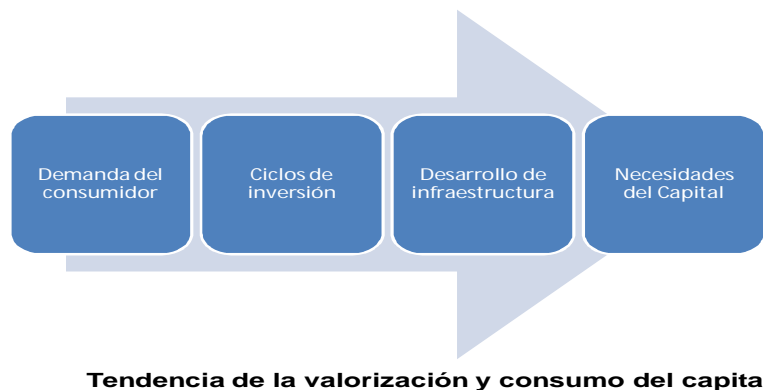 Demanda del
consumidor
Ciclos de
inversión
Desarrollo de
infraestructura
Necesidades
del Capital
Tendencia de la valorización y consumo del capita